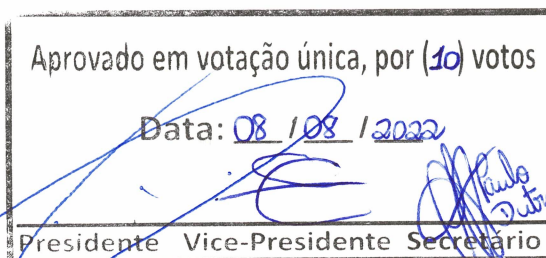 Aprovado em votação única, por (10) votos
Data: 08 / 08 / 2022
Paulo
Dutra
Presidente Vice-Presidente Secretário